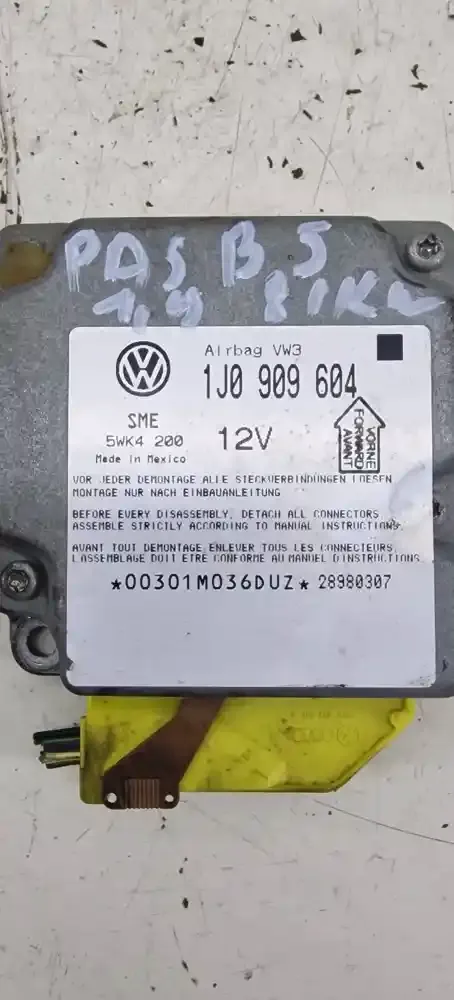 PAS B5
1,9 81KW
Airbag VW3
1J0 909 604
SME
5WK4 200
12V
Made in Mexico
VORNE
FORWARD
AVANT
VOR JEDER DEMONTAGE ALLE STECKVERBINDUNGEN LOESEN
MONTAGE NUR NACH EINBAUANLEITUNG
BEFORE EVERY DISASSEMBLY, DETACH ALL CONNECTORS
ASSEMBLE STRICTLY ACCORDING TO MANUAL INSTRUCTIONS
AVANT TOUT DEMONTAGE ENLEVER TOUS LES CONNECTEURS
L'ASSEMBLAGE DOIT ETRE CONFORME AU MANUEL D'INSTRUCTIONS
*00301M036DUZ* 28980307